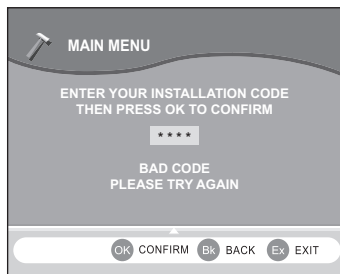 MAIN MENU
ENTER YOUR INSTALLATION CODE
THEN PRESS OK TO CONFIRM
* * * *
BAD CODE
PLEASE TRY AGAIN
OK CONFIRM Bk BACK Ex EXIT